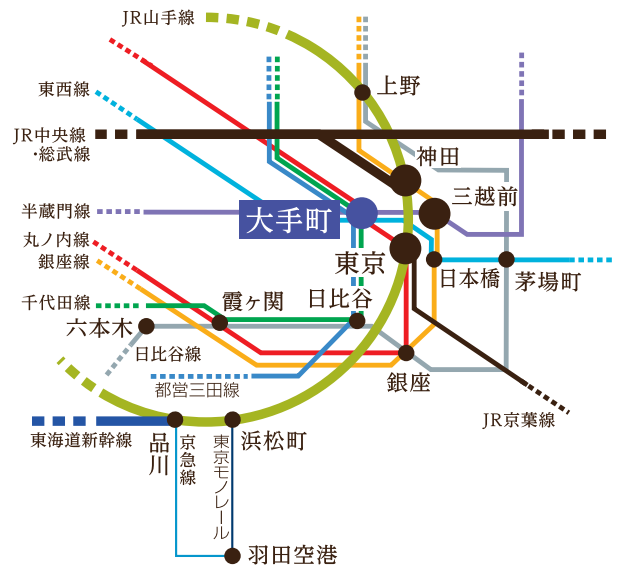 JR山手線
上野
東西線
JR中央線
・総武線
神田
三越前
半蔵門線
大手町
丸ノ内線
銀座線
東京
日本橋
茅場町
千代田線
霞ヶ関
日比谷
六本木
日比谷線
都営三田線
銀座
JR京葉線
東海道新幹線
品川
京急線
東京モノレール
浜松町
羽田空港